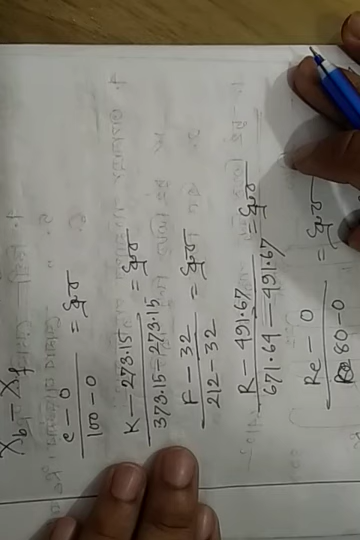 X_b - X_f
C - 0 / 100 - 0 = ध्रुव
K - 273.15 / 373.15 - 273.15 = ध्रुव
F - 32 / 212 - 32 = ध्रुव
R - 491.67 / 671.64 - 491.67 = ध्रुव
Re - 0 / 80 - 0 = ध्रुव